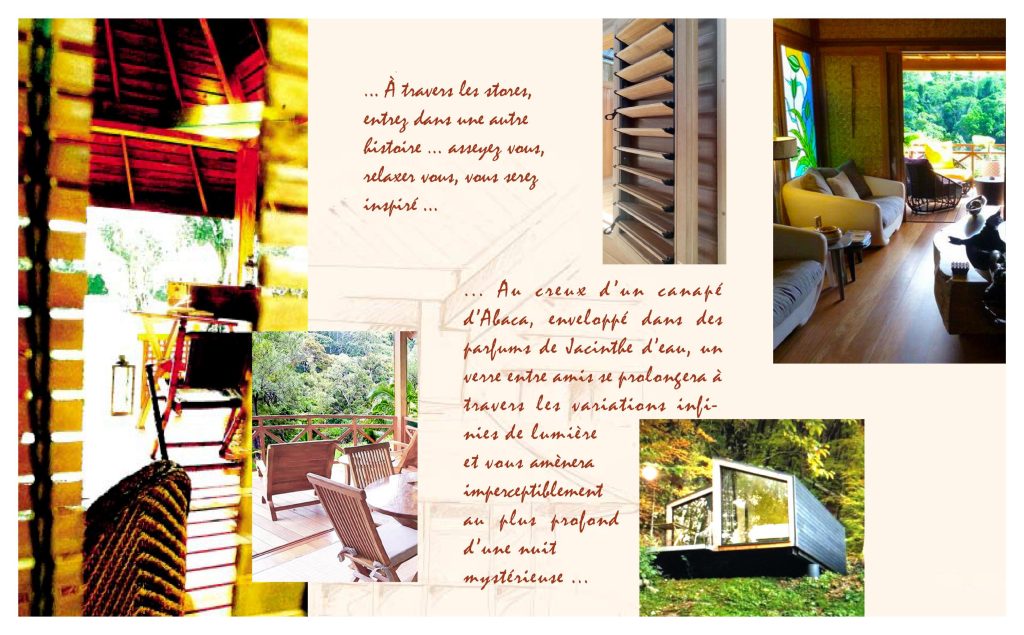 ... À travers les stores,
entrez dans une autre
histoire ... asseyez vous,
relaxer vous, vous serez
inspiré ...
... Au creux d'un canapé
d'Abaca, enveloppé dans des
parfums de Jacinthe d'eau, un
verre entre amis se prolongera à
travers les variations infi-
nies de lumière
et vous amènera
imperceptiblement
au plus profond
d'une nuit
mystérieuse ...